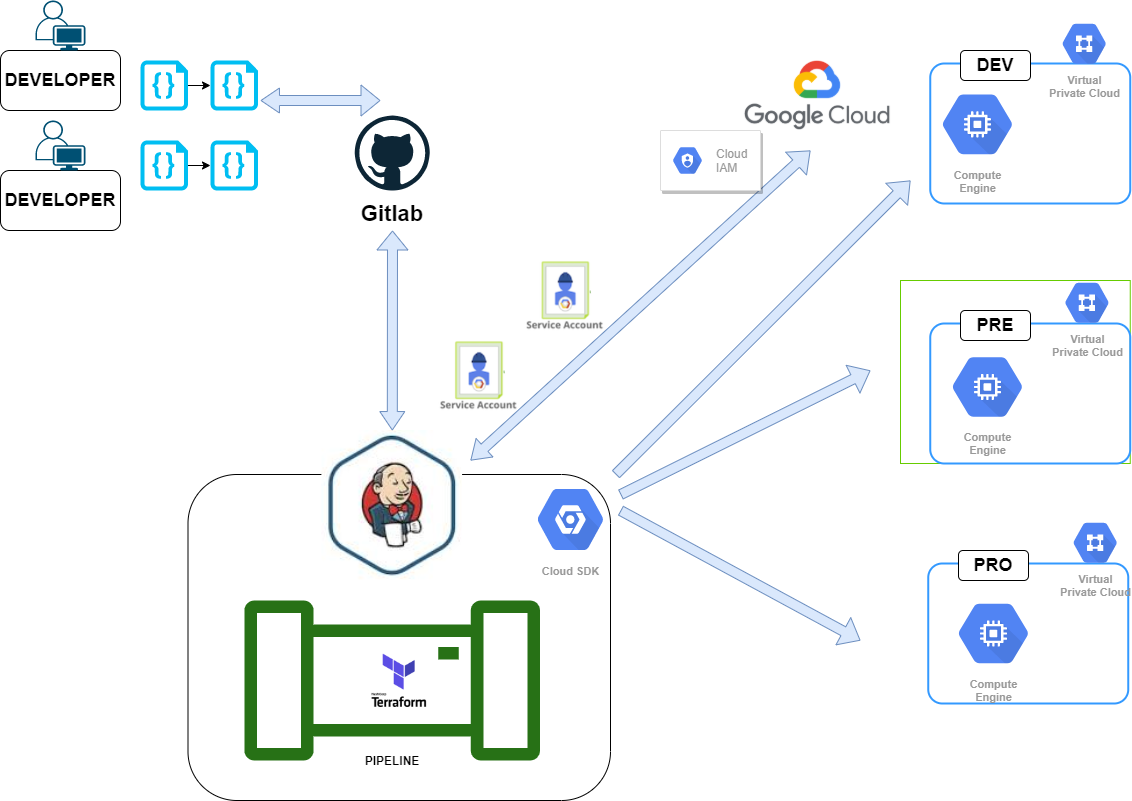 DEVELOPER
DEVELOPER
Gitlab
Google Cloud
Cloud
IAM
Service Account
Service Account
DEV
Virtual
Private Cloud
Compute
Engine
PRE
Virtual
Private Cloud
Compute
Engine
PRO
Virtual
Private Cloud
Compute
Engine
Cloud SDK
Terraform
PIPELINE